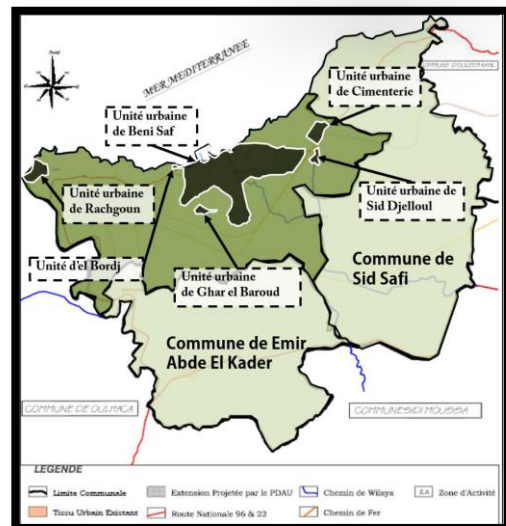 Nord
MER MEDITERRANEE
Unité urbaine
de Cimenterie
Unité urbaine
de Beni Saf
Unité urbaine
de Rachgoun
Unité urbaine de
Sid Djelloul
Unité d'el Bordj
Unité urbaine
de Ghar el Baroud
Commune de
Sid Safi
Commune de Emir
Abde El Kader
COMMUNE DE OULHACA
COMMUNE SIDI MOUSSIA
LEGENDE
Limite Communale
Extension Projetée par le PDAU
Chemin de Wilaya
Z.A
Zone d'Activité
Tissu Urbain Existant
Route Nationale 96 & 22
Chemin de Fer